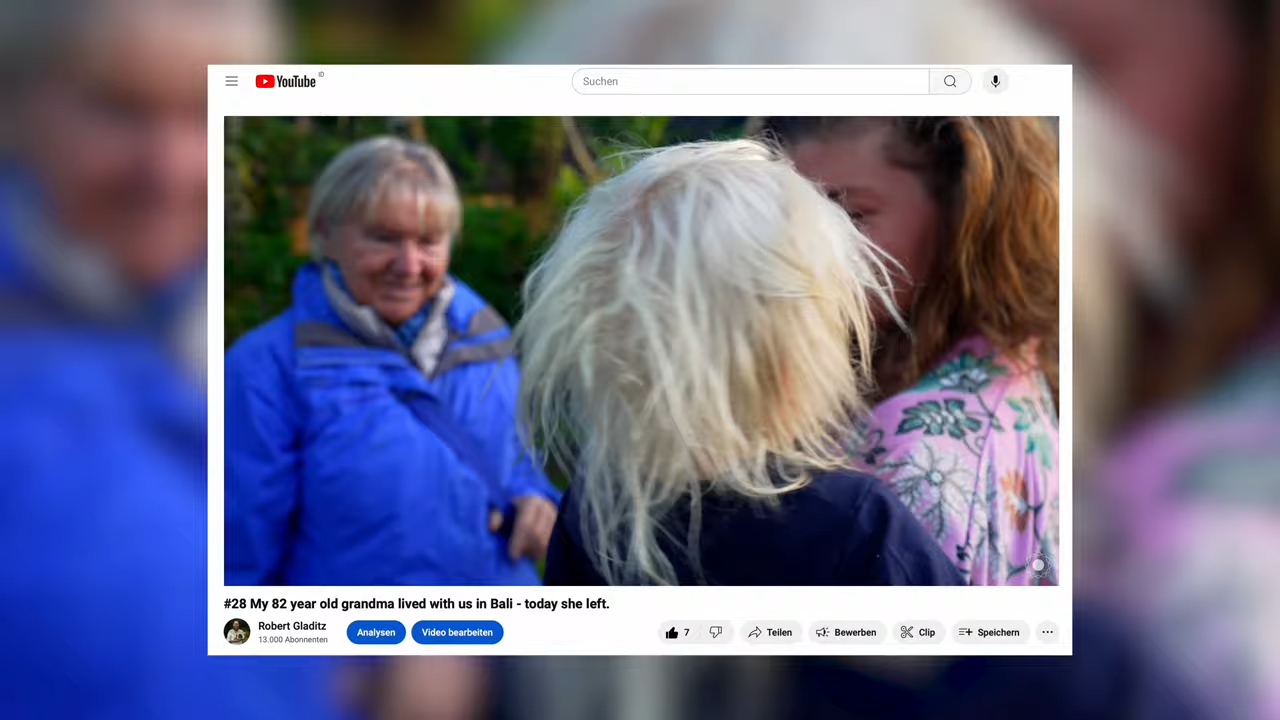 YouTube ID
Suchen
#28 My 82 year old grandma lived with us in Bali - today she left.
Robert Gladitz
13.000 Abonnenten
Analysen
Video bearbeiten
7
Teilen
Bewerben
Clip
Speichern